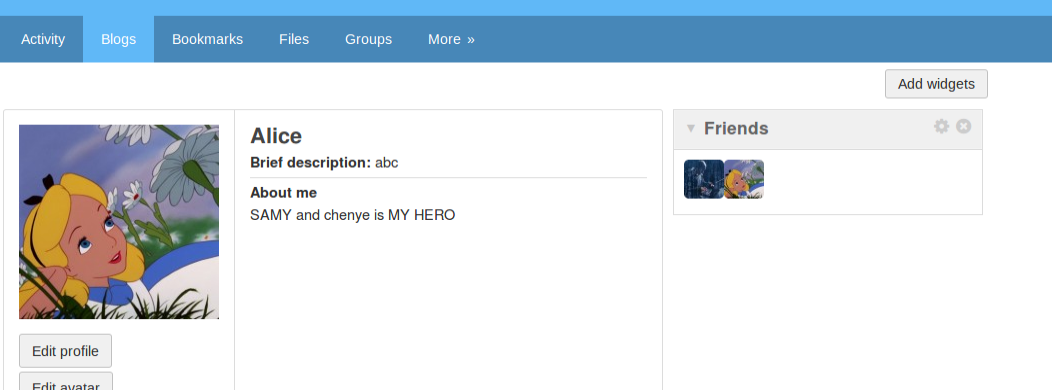 Activity Blogs Bookmarks Files Groups More »
Add widgets
Alice
Brief description: abc
About me
SAMY and chenye is MY HERO
Friends
Edit profile
Edit avatar